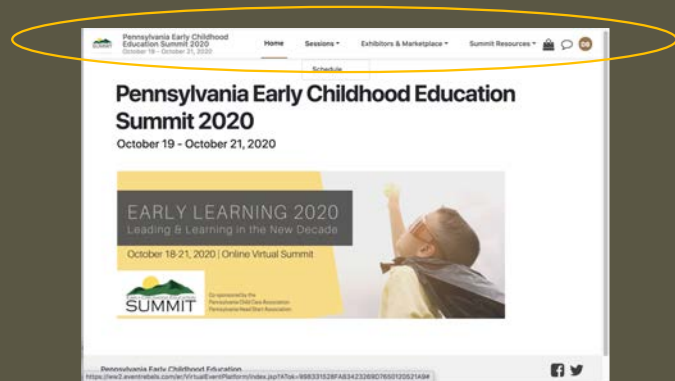 Pennsylvania Early Childhood
Education Summit 2020
October 19 - October 21, 2020
Home
Sessions
Exhibitors & Marketplace
Summit Resources
Schedule
Pennsylvania Early Childhood Education
Summit 2020
October 19 - October 21, 2020
EARLY LEARNING 2020
Leading & Learning in the New Decade
October 18-21, 2020 | Online Virtual Summit
SUMMIT
Co-sponsored by the
Pennsylvania Child Care Association
Pennsylvania Head Start Association
Pennsylvania Early Childhood Education